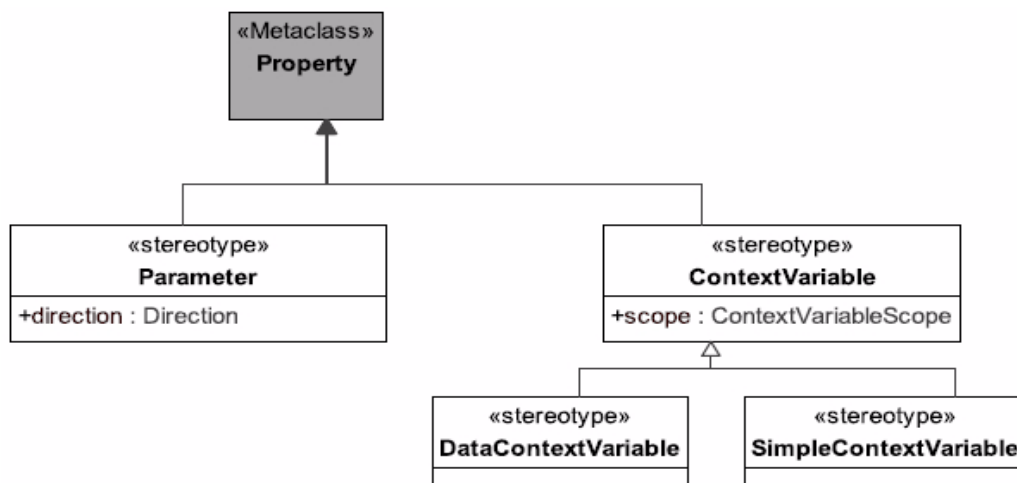 «Metaclass»
Property
«stereotype»
Parameter
+direction : Direction
«stereotype»
ContextVariable
+scope : ContextVariableScope
«stereotype»
DataContextVariable
«stereotype»
SimpleContextVariable